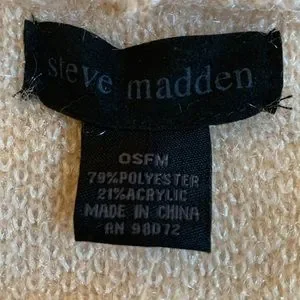 steve madden
OSFM
79%POLYESTER
21%ACRYLIC
MADE IN CHINA
RN 98072